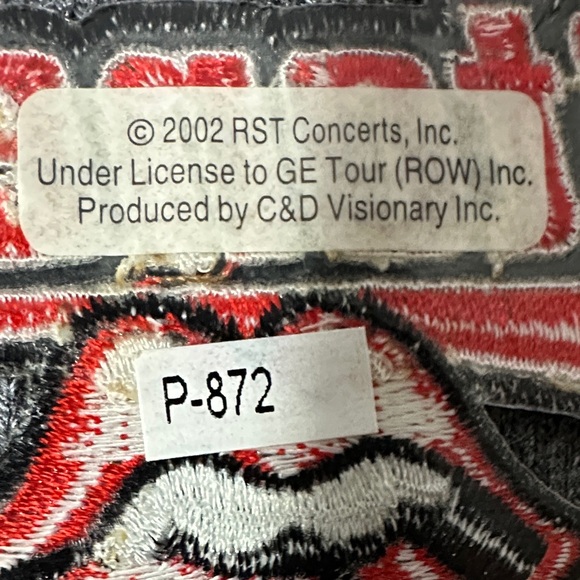 © 2002 RST Concerts, Inc.
Under License to GE Tour (ROW) Inc.
Produced by C&D Visionary Inc.
P-872